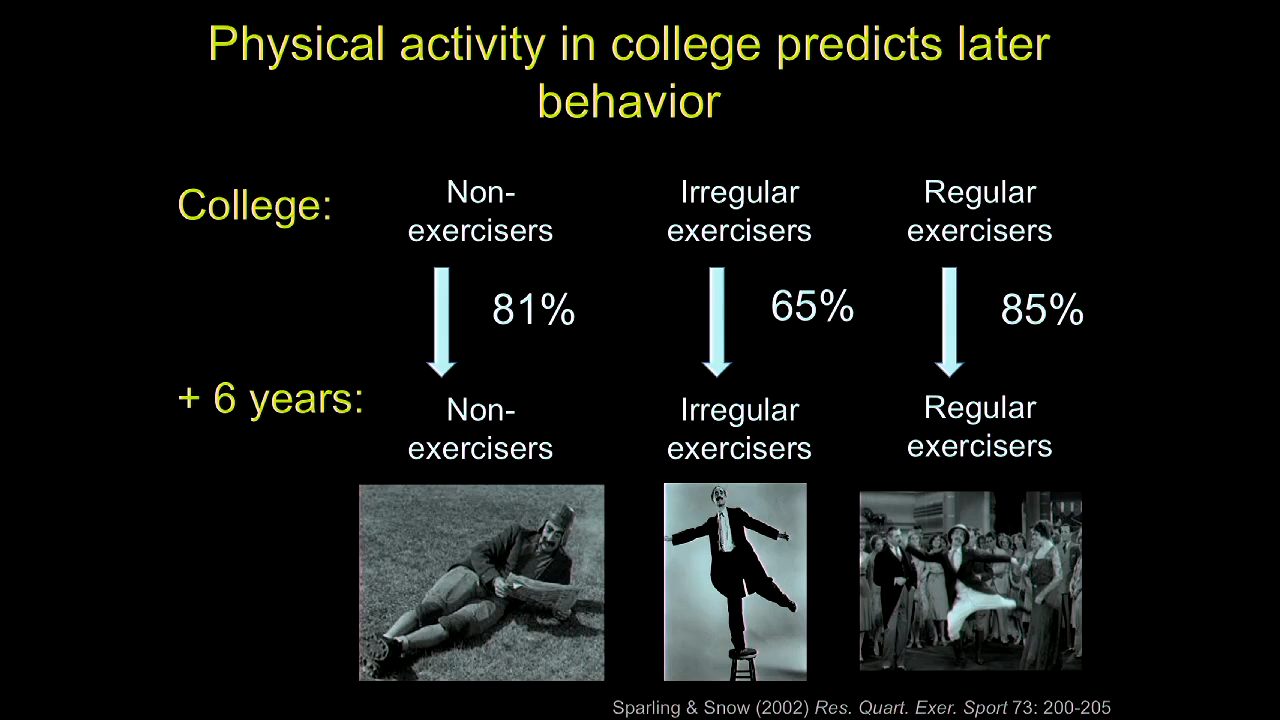 Physical activity in college predicts later
behavior
College:
Non-
exercisers
Irregular
exercisers
Regular
exercisers
81%
65%
85%
+ 6 years:
Non-
exercisers
Irregular
exercisers
Regular
exercisers
Sparling & Snow (2002) Res. Quart. Exer. Sport 73: 200-205